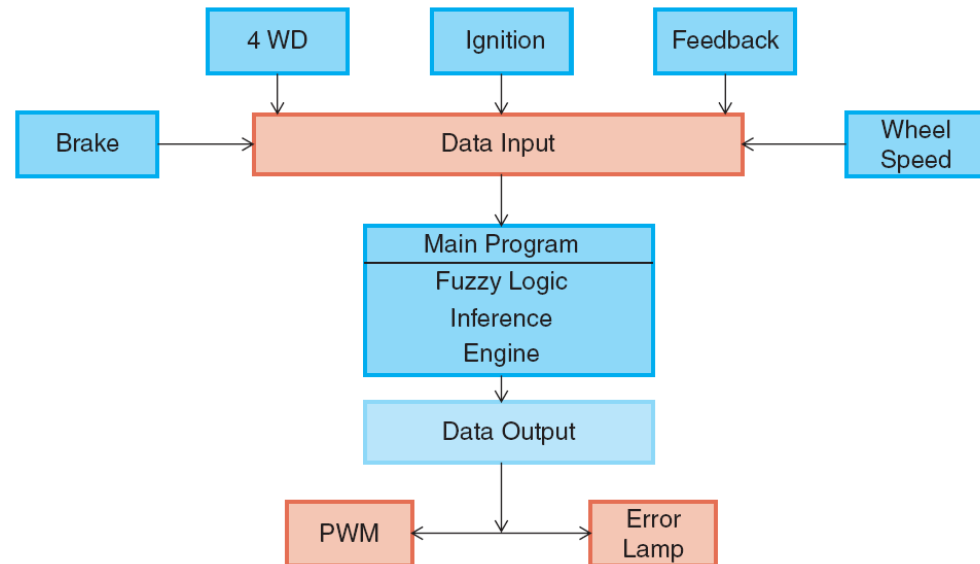 4 WD
Ignition
Feedback
Brake
Data Input
Wheel
Speed
Main Program
Fuzzy Logic
Inference
Engine
Data Output
PWM
Error
Lamp